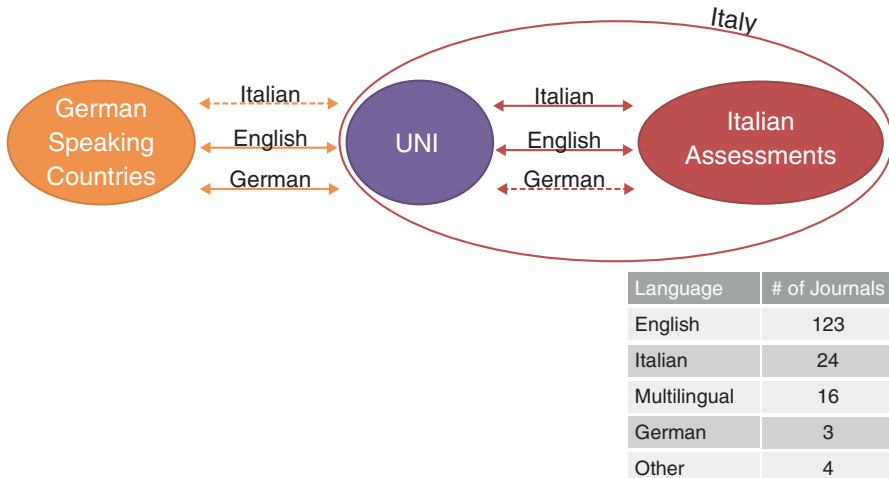 Italy
German
Speaking
Countries
Italian
English
German
UNI
Italian
English
German
Italian
Assessments
Language # of Journals
English 123
Italian 24
Multilingual 16
German 3
Other 4